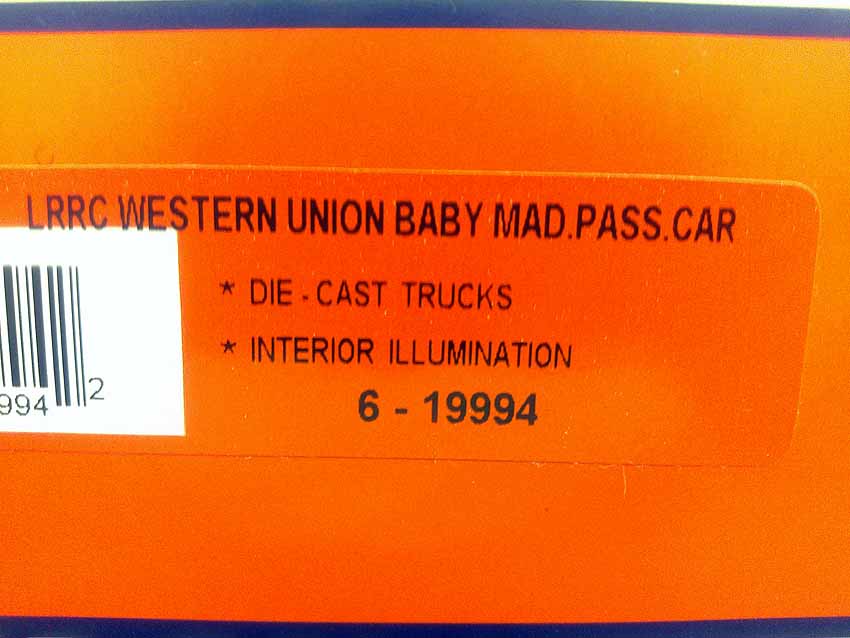 LRRC WESTERN UNION BABY MAD.PASS.CAR
* DIE-CAST TRUCKS
* INTERIOR ILLUMINATION
6 - 19994
994 2